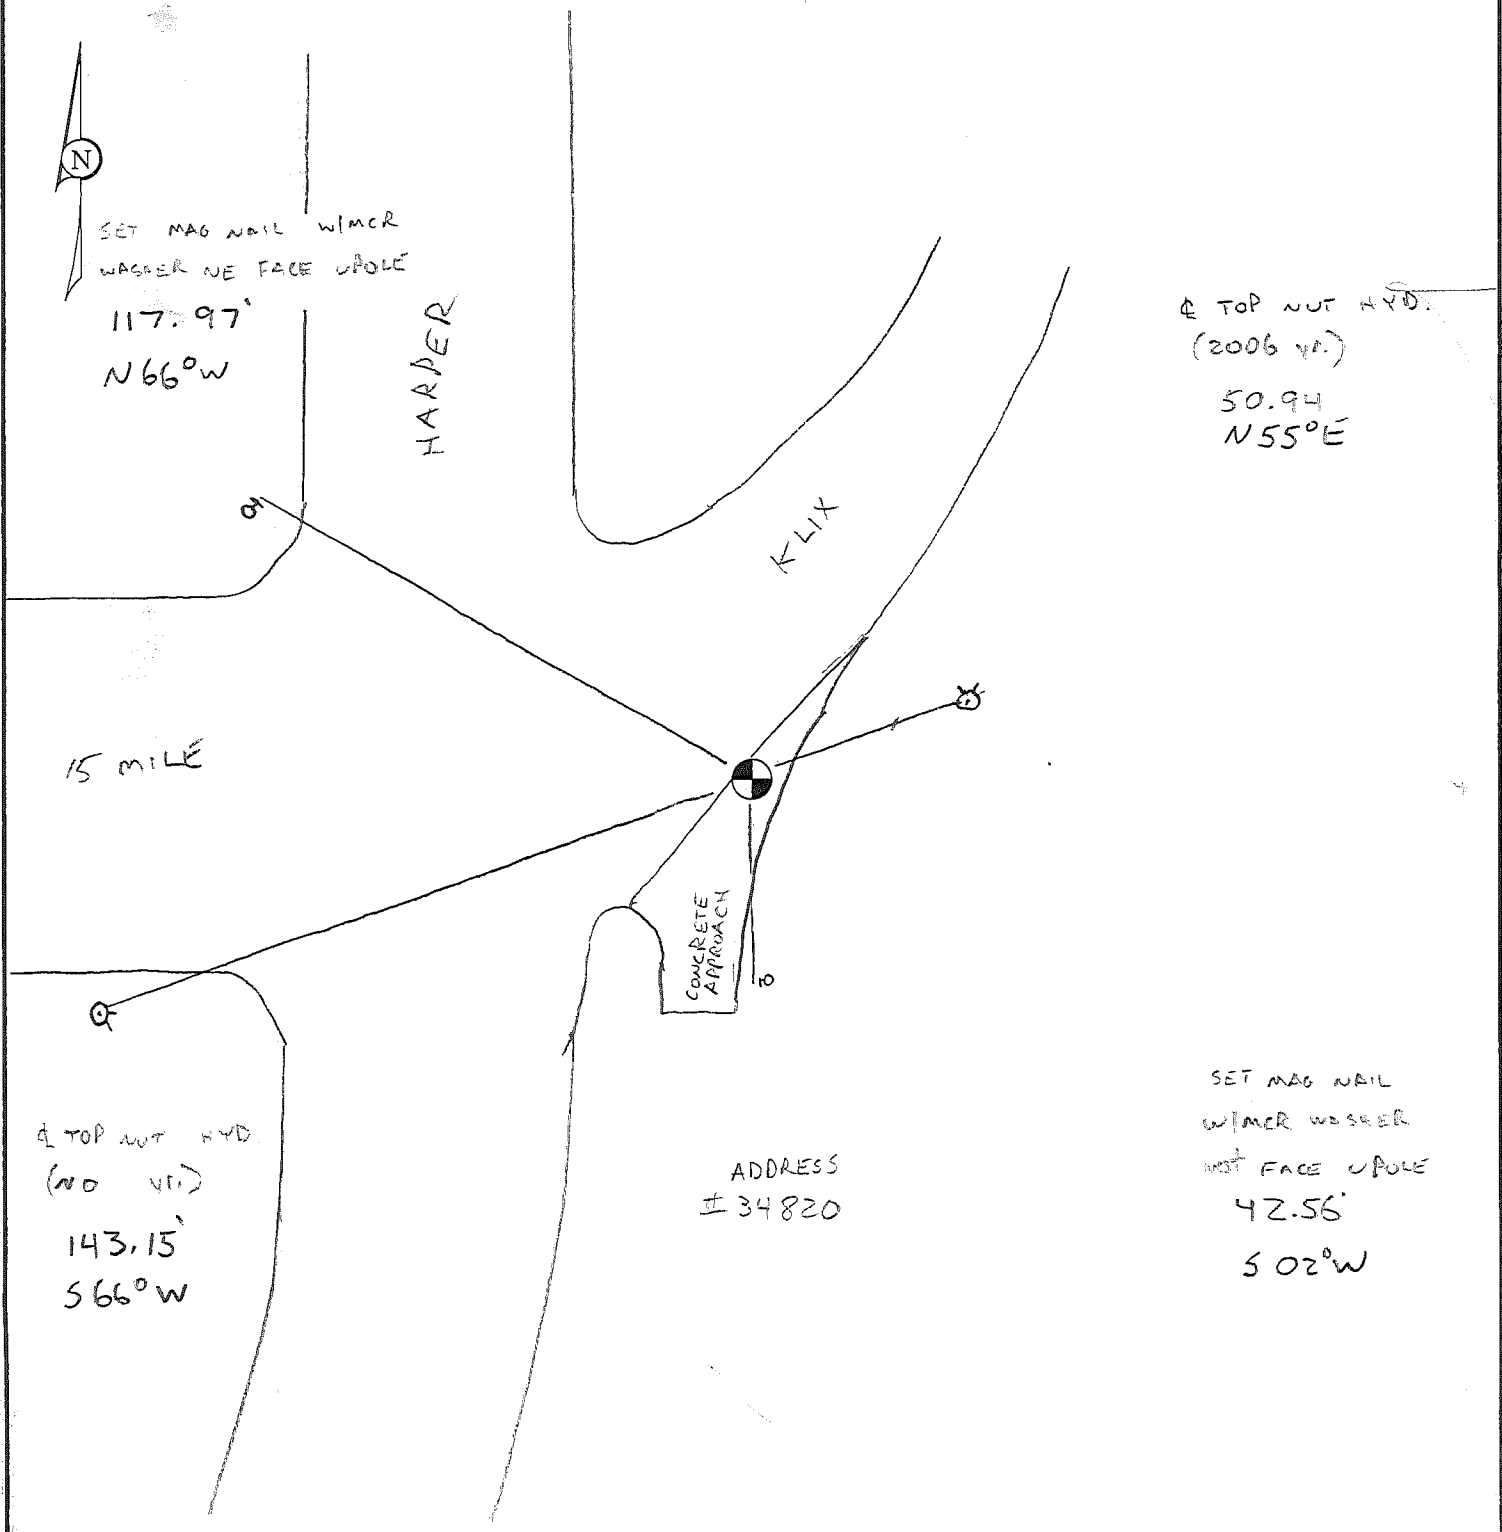 N
SET MAG NAIL W/MCR
WASHER NE FACE UPOLE
117.97'
N66°W
HARPER
℄ TOP NUT HYD.
(2006 yr.)
50.94
N55°E
KLIX
15 MILE
CONCRETE
APPROACH
℄ TOP NUT HYD.
(NO yr.)
143.15'
S66°W
ADDRESS
# 34820
SET MAG NAIL
W/MCR WASHER
FACE UPOLE
42.56'
S 02°W